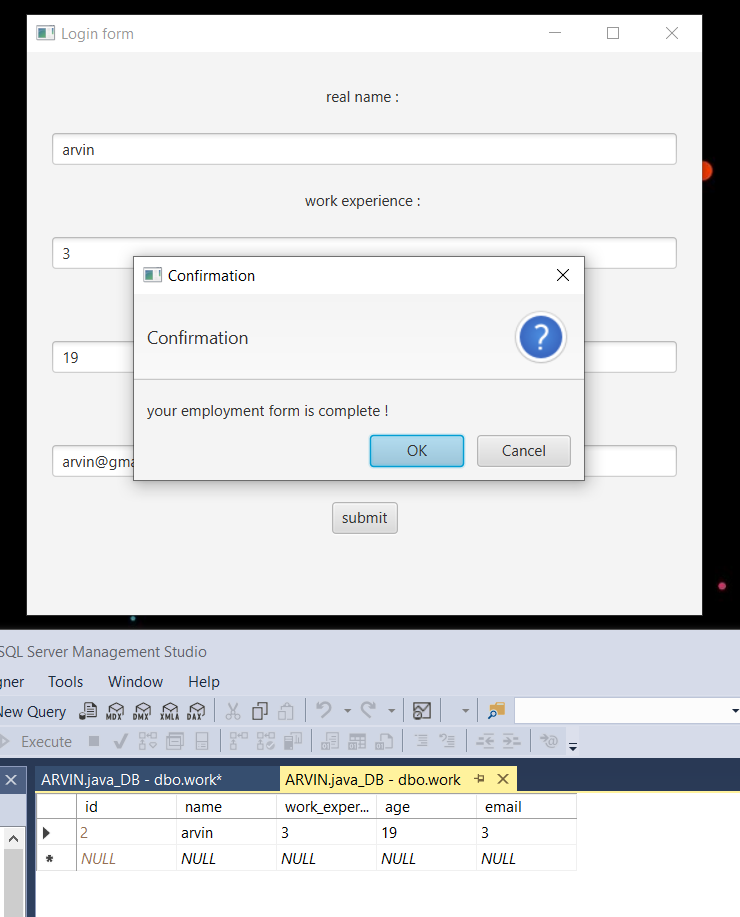 Login form
real name :
arvin
work experience :
3
Confirmation
Confirmation
?
19
your employment form is complete !
OK Cancel
arvin@gma
submit
SQL Server Management Studio
gner Tools Window Help
New Query MDX DMX XMLA DAX
Execute
ARVIN.java_DB - dbo.work* ARVIN.java_DB - dbo.work
id name work_exper... age email
2 arvin 3 19 3
* NULL NULL NULL NULL NULL